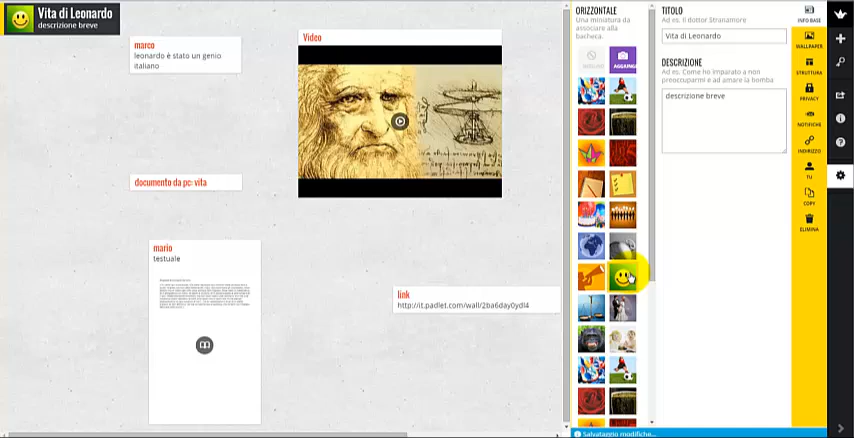 Vita di Leonardo
descrizione breve
marco
leonardo è stato un genio
italiano
Video
documento da pc: vita
mario
testuale
link
http://it.padlet.com/wall/2ba6day0ydl4
ORIZZONTALE
Una miniatura da
associare alla
bacheca.
AGGIUNGI
TITOLO
Ad es. Il dottor Stranamore
Vita di Leonardo
DESCRIZIONE
Ad es. Come ho imparato a non
preoccuparmi e ad amare la bomba
descrizione breve
INFO BASE
WALLPAPER
STRUTTURA
PRIVACY
NOTIFICHE
INDIRIZZO
TU
COPY
ELIMINA
Salvataggio modifiche...